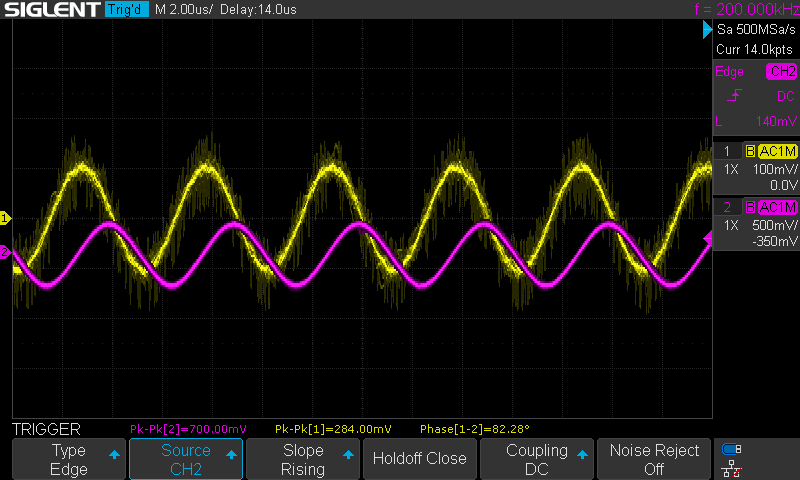 SIGLENT Trig'd M 2.00us/ Delay:14.0us f = 200.000kHz
Sa 500MSa/s
Curr 14.0kpts
Edge CH2
DC
L 140mV
1 B AC1M
1X 100mV/
0.0V
2 B AC1M
1X 500mV/
-350mV
1
2
TRIGGER Pk-Pk[2]=700.00mV Pk-Pk[1]=284.00mV Phase[1-2]=82.28°
Type
Edge
Source
CH2
Slope
Rising
Holdoff Close
Coupling
DC
Noise Reject
Off